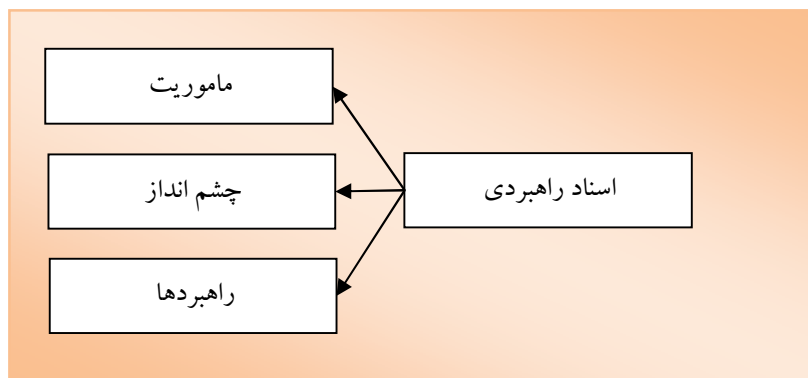 اسناد راهبردی
ماموریت
چشم انداز
راهبردها